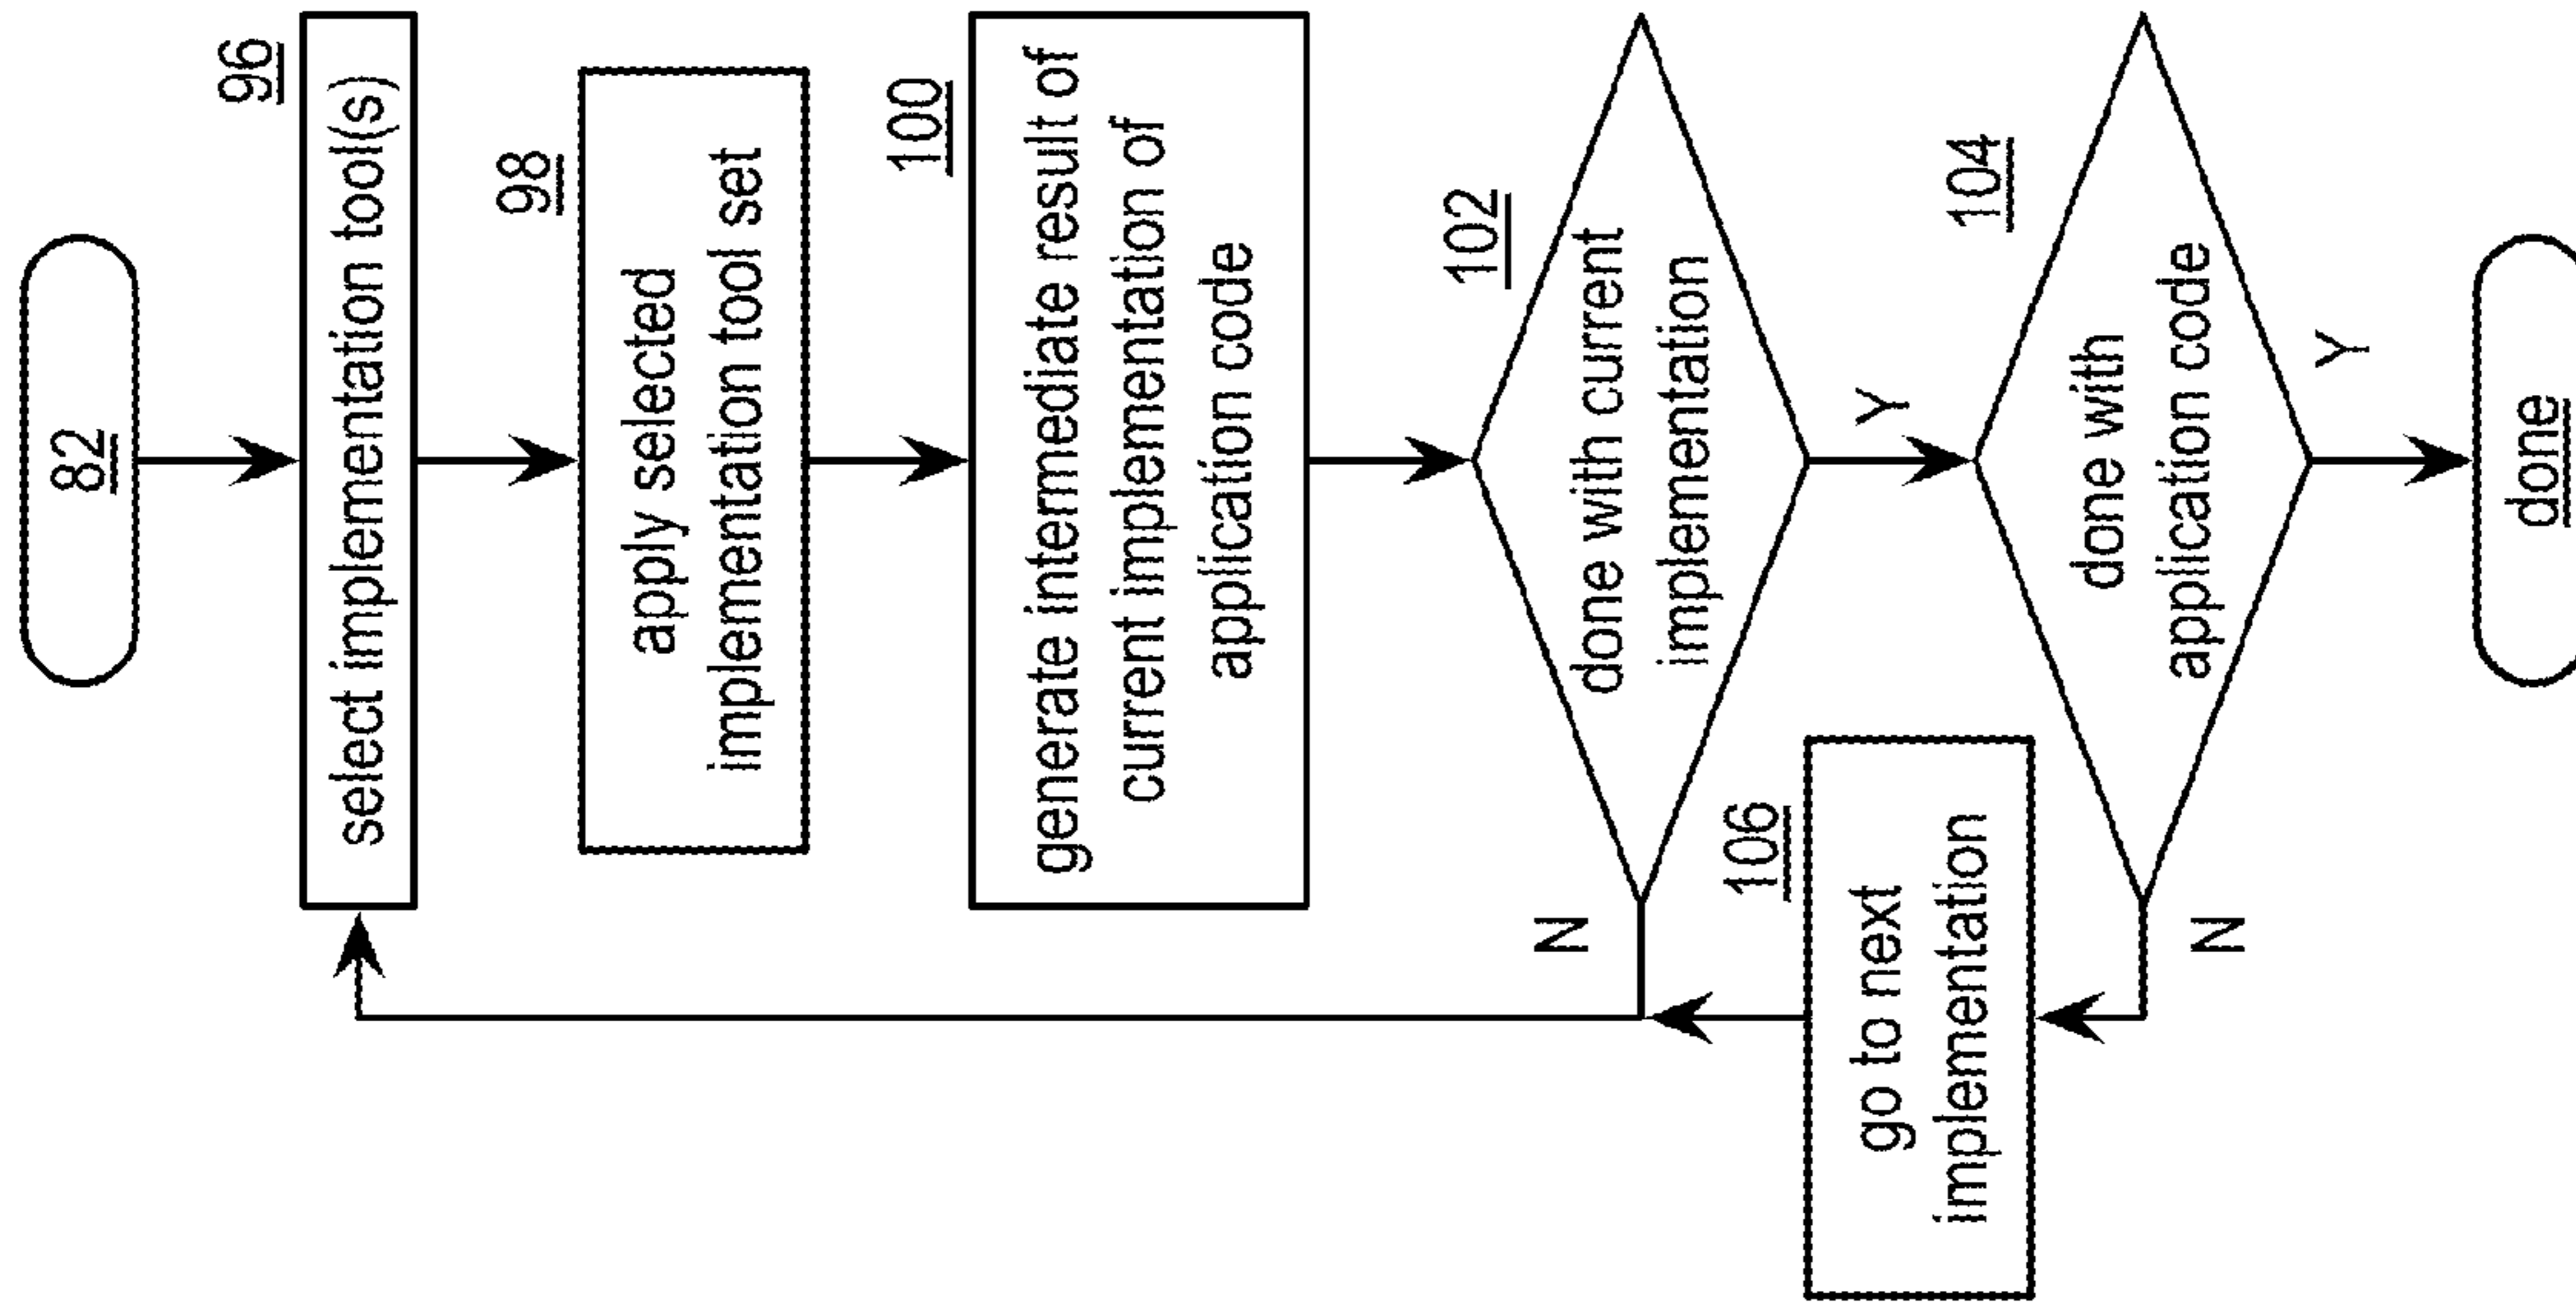 82
96
select implementation tool(s)
98
apply selected
implementation tool set
100
generate intermediate result of
current implementation of
application code
102
done with current
implementation
N
Y
104
done with
application code
N
Y
106
go to next
implementation
done